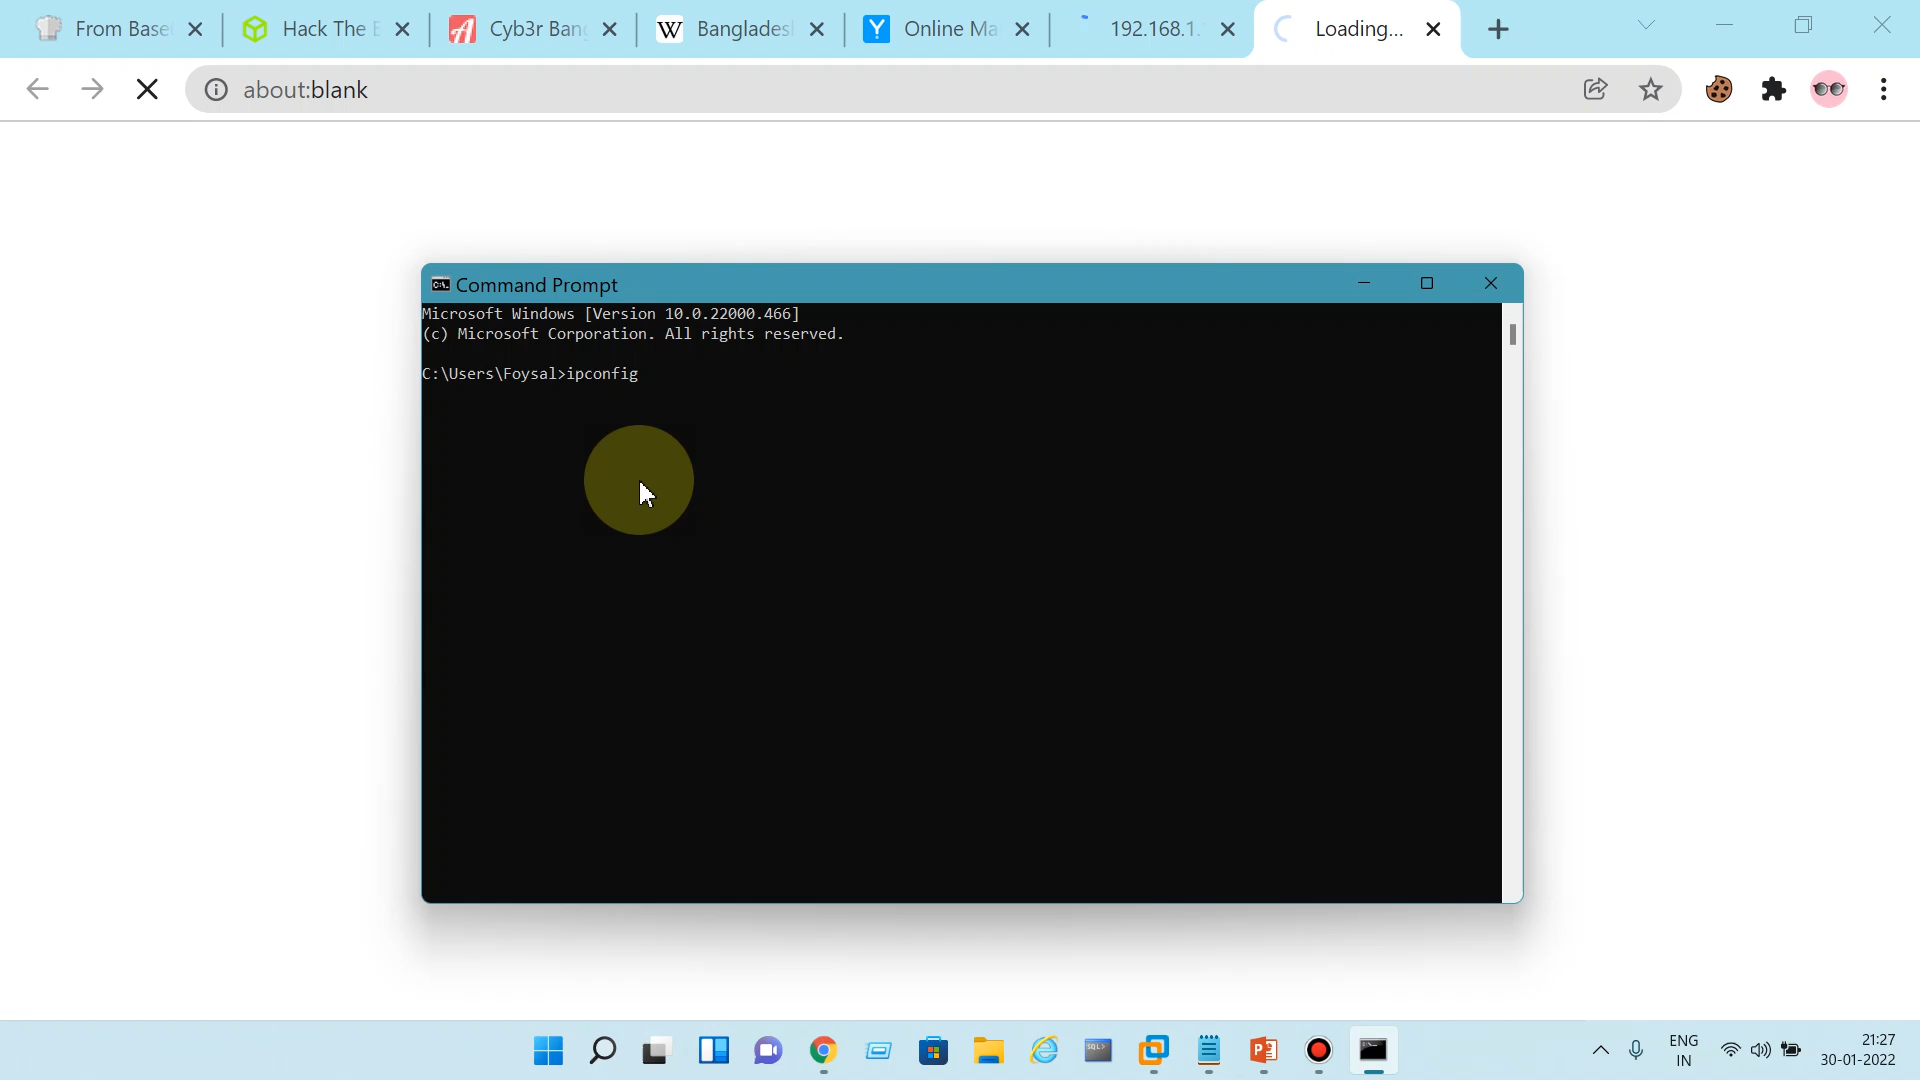 From Base
Hack The
Cyb3r Ban
Banglades
Online Ma
192.168.1.
Loading...
about:blank
Command Prompt
Microsoft Windows [Version 10.0.22000.466]
(c) Microsoft Corporation. All rights reserved.
C:\Users\Foysal>ipconfig
SQL>
ENG
IN
21:27
30-01-2022